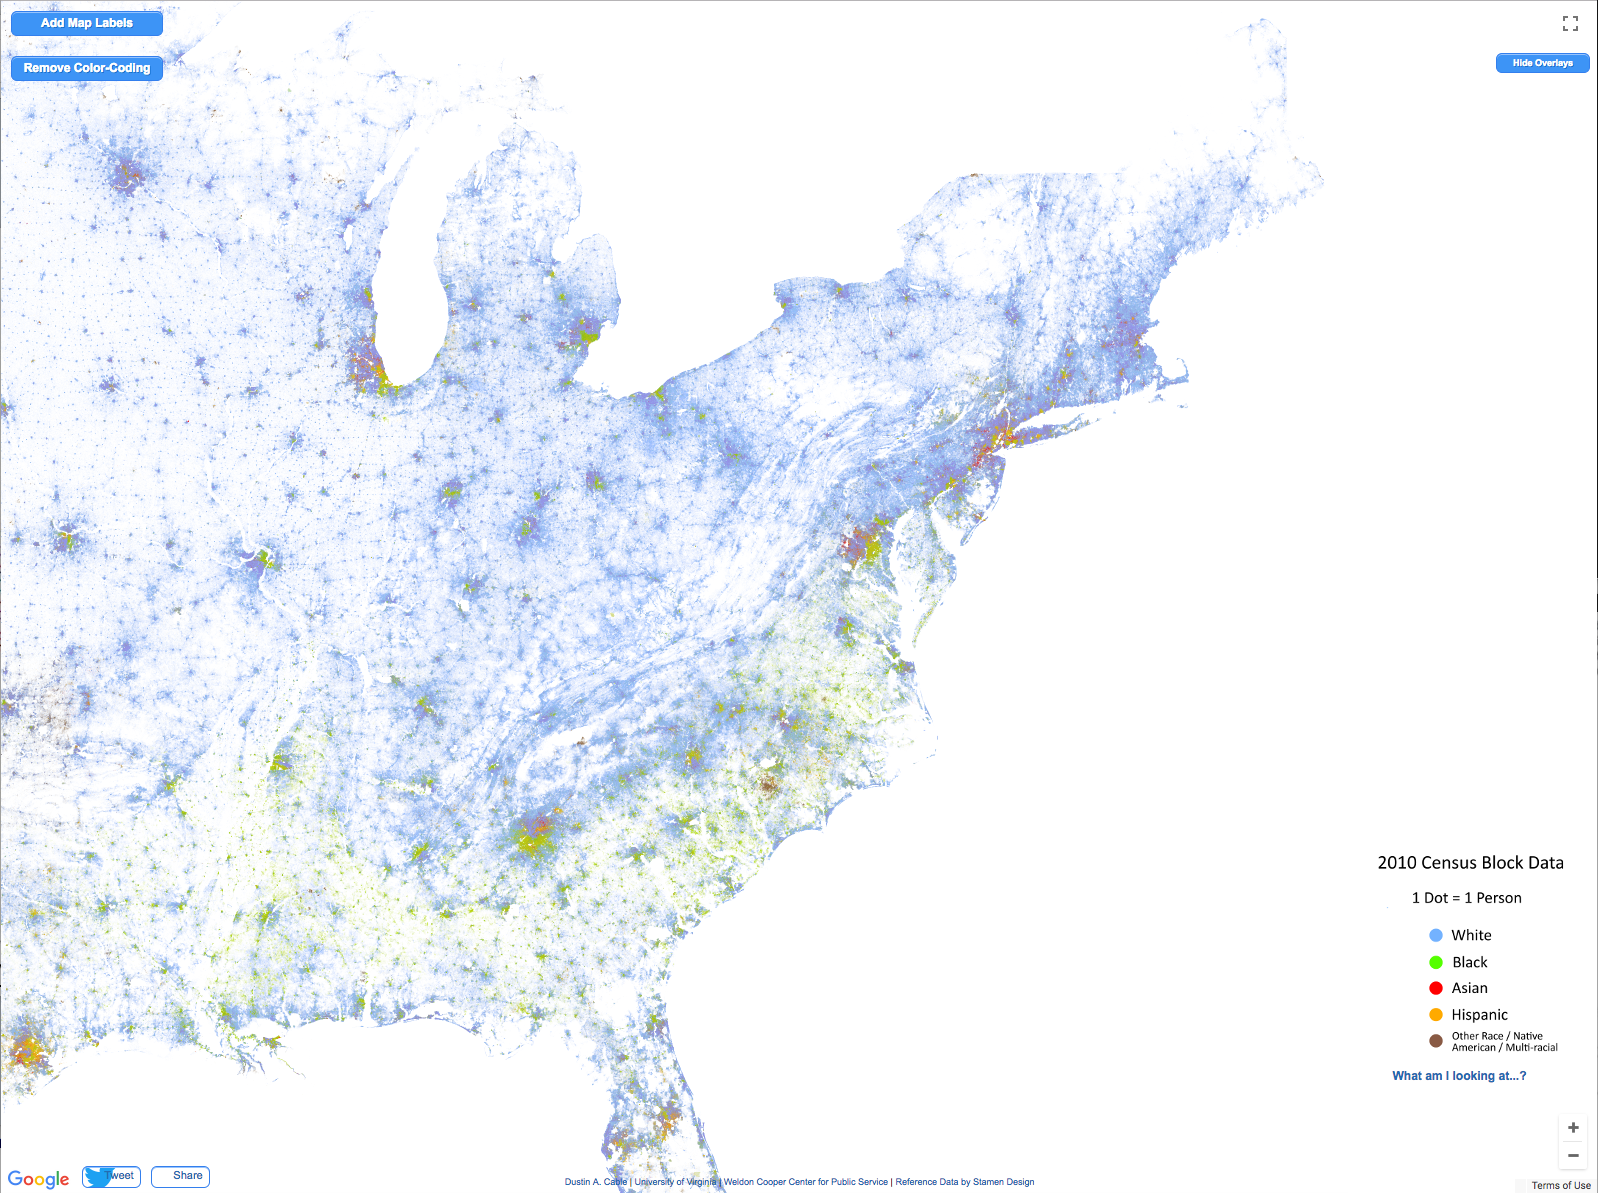 Add Map Labels
Remove Color-Coding
Hide Overlays
2010 Census Block Data
1 Dot = 1 Person
White
Black
Asian
Hispanic
Other Race / Native
American / Multi-racial
What am I looking at...?
+
−
Google
Tweet
Share
Dustin A. Cable | University of Virginia | Weldon Cooper Center for Public Service | Reference Data by Stamen Design
Terms of Use